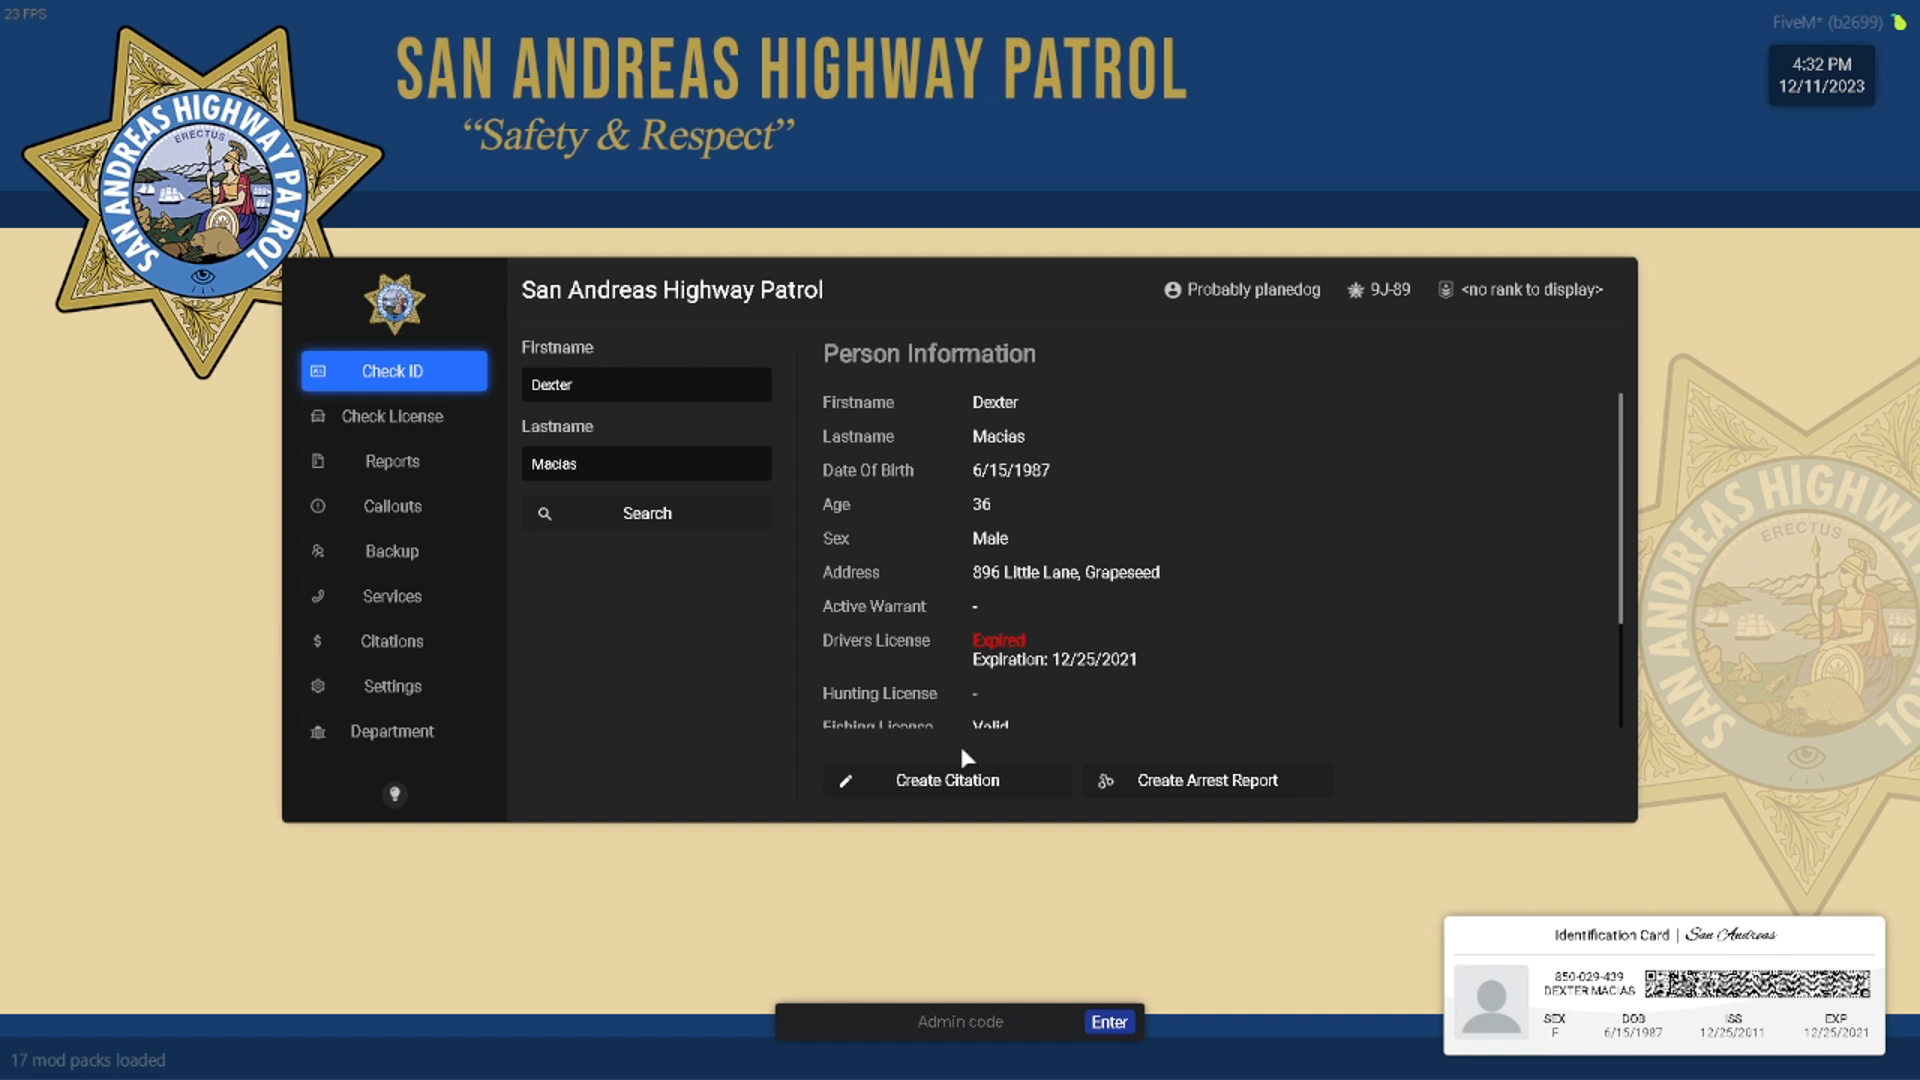 23 FPS
FiveM* (b2699)
SAN ANDREAS HIGHWAY PATROL
“Safety & Respect”
4:32 PM
12/11/2023
SAN ANDREAS HIGHWAY PATROL
ERECTUS
San Andreas Highway Patrol
Probably planedog
9J-89
<no rank to display>
Check ID
Check License
Reports
Callouts
Backup
Services
Citations
Settings
Department
Firstname
Dexter
Lastname
Macias
Search
Person Information
Firstname Dexter
Lastname Macias
Date Of Birth 6/15/1987
Age 36
Sex Male
Address 896 Little Lane, Grapeseed
Active Warrant -
Drivers License Expired
Expiration: 12/25/2021
Hunting License -
Fishing License Valid
Create Citation
Create Arrest Report
SAN ANDREAS HIGHWAY
ERECTUS
Identification Card | San Andreas
850-029-439
DEXTER MACIAS
SEX DOB ISS EXP
F 6/15/1987 12/25/2011 12/25/2021
Admin code Enter
17 mod packs loaded